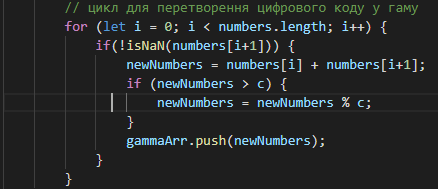 // цикл для перетворення цифрового коду у гаму
for (let i = 0; i < numbers.length; i++) {
if(!isNaN(numbers[i+1])) {
newNumbers = numbers[i] + numbers[i+1];
if (newNumbers > c) {
newNumbers = newNumbers % c;
}
gammaArr.push(newNumbers);
}
}